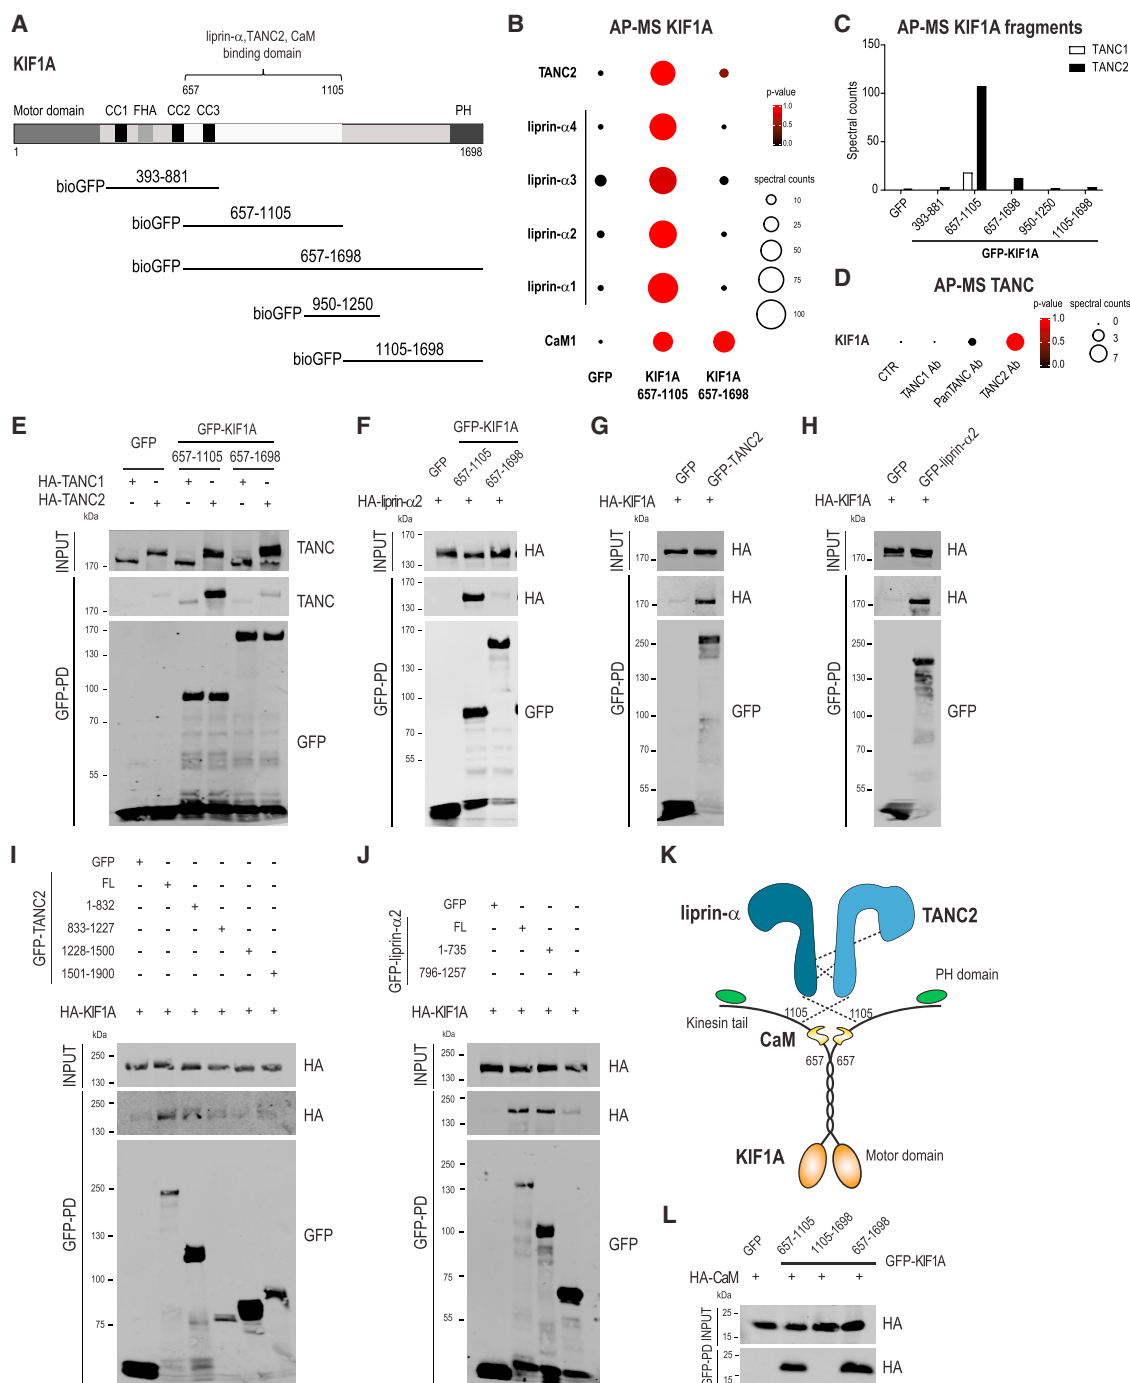 A
liprin-α,TANC2, CaM
binding domain
KIF1A
657
1105
Motor domain
CC1
FHA
CC2
CC3
PH
1
1698
bioGFP
393-881
bioGFP
657-1105
bioGFP
657-1698
bioGFP
950-1250
bioGFP
1105-1698
B
AP-MS KIF1A
TANC2
liprin-α4
liprin-α3
liprin-α2
liprin-α1
CaM1
GFP
KIF1A
657-1105
KIF1A
657-1698
p-value
1.0
0.5
0.0
spectral counts
10
25
50
75
100
C
AP-MS KIF1A fragments
TANC1
TANC2
Spectral counts
150
100
50
0
GFP
393-881
657-1105
657-1698
950-1250
1105-1698
GFP-KIF1A
D
AP-MS TANC
p-value
1.0
0.5
0.0
spectral counts
0
3
7
KIF1A
CTR
TANC1 Ab
PanTANC Ab
TANC2 Ab
E
GFP
GFP-KIF1A
657-1105 657-1698
HA-TANC1 + - + - + -
HA-TANC2 - + - + - +
kDa
INPUT
170
TANC
170
TANC
GFP-PD
170
130
100
70
55
GFP
F
GFP-KIF1A
GFP
657-1105
657-1698
HA-liprin-α2 + + +
kDa
INPUT
170
130
HA
170
130
HA
GFP-PD
170
130
100
70
55
GFP
G
GFP
GFP-TANC2
HA-KIF1A + +
kDa
INPUT
170
HA
170
HA
GFP-PD
250
130
100
70
55
GFP
H
GFP
GFP-liprin-α2
HA-KIF1A + +
kDa
INPUT
170
HA
170
HA
GFP-PD
250
130
100
70
55
GFP
I
GFP-TANC2
GFP + - - - - -
FL - + - - - -
1-832 - - + - - -
833-1227 - - - + - -
1228-1500 - - - - + -
1501-1900 - - - - - +
HA-KIF1A + + + + + +
kDa
INPUT
250
130
HA
250
130
HA
GFP-PD
250
130
100
75
GFP
J
GFP-liprin-α2
GFP + - - -
FL - + - -
1-735 - - + -
796-1257 - - - +
HA-KIF1A + + + +
kDa
INPUT
250
130
HA
250
130
HA
GFP-PD
130
100
75
55
GFP
K
liprin-α
TANC2
PH domain
1105
1105
Kinesin tail
CaM
657
657
KIF1A
Motor domain
L
GFP
657-1105
1105-1698
657-1698
GFP-KIF1A
HA-CaM + + + +
kDa
INPUT
25
15
HA
GFP-PD
25
15
HA